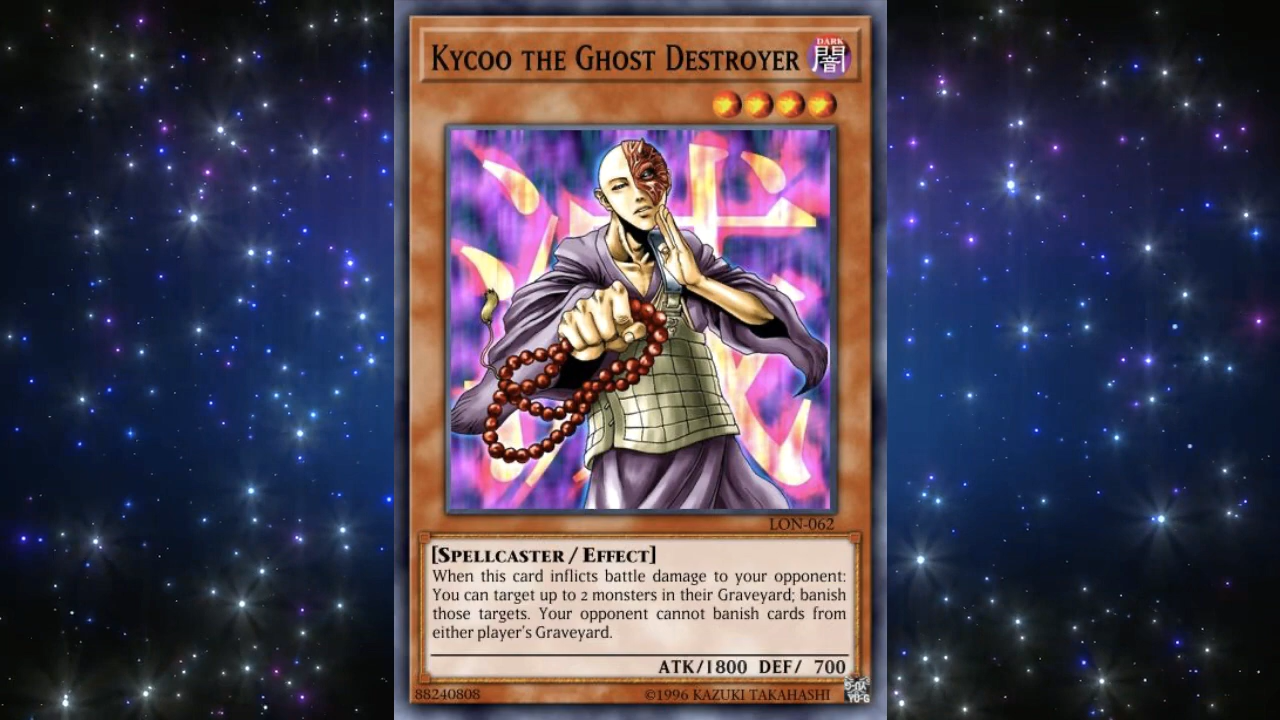 KYCOO THE GHOST DESTROYER
DARK
闇
LON-062
[SPELLCASTER / EFFECT]
When this card inflicts battle damage to your opponent:
You can target up to 2 monsters in their Graveyard; banish
those targets. Your opponent cannot banish cards from
either player's Graveyard.
ATK/1800 DEF/ 700
88240808
©1996 KAZUKI TAKAHASHI